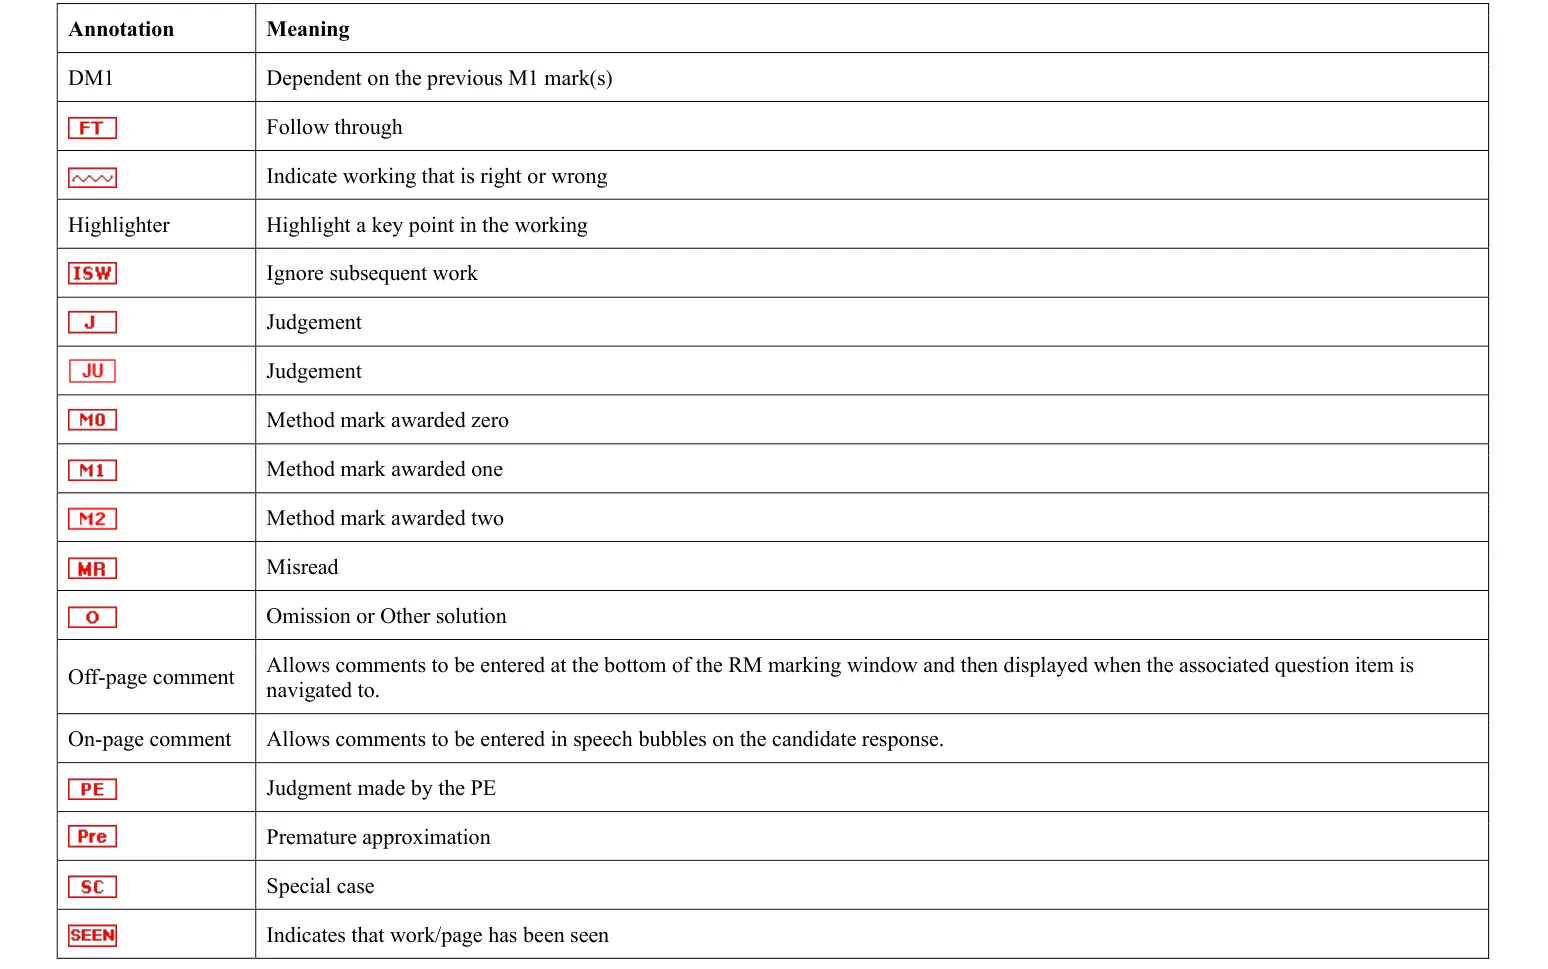 Annotation Meaning
DM1 Dependent on the previous M1 mark(s)
FT Follow through
Indicate working that is right or wrong
Highlighter Highlight a key point in the working
ISW Ignore subsequent work
J Judgement
JU Judgement
M0 Method mark awarded zero
M1 Method mark awarded one
M2 Method mark awarded two
MR Misread
O Omission or Other solution
Off-page comment Allows comments to be entered at the bottom of the RM marking window and then displayed when the associated question item is
navigated to.
On-page comment Allows comments to be entered in speech bubbles on the candidate response.
PE Judgment made by the PE
Pre Premature approximation
SC Special case
SEEN Indicates that work/page has been seen